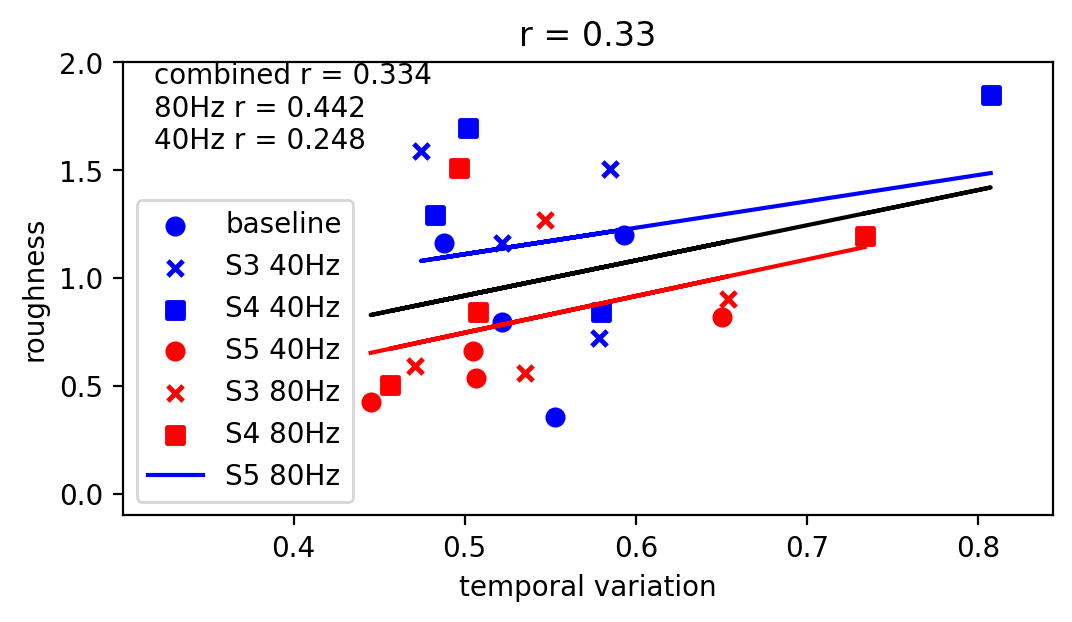 r = 0.33
combined r = 0.334
80Hz r = 0.442
40Hz r = 0.248
2.0
1.5
1.0
0.5
0.0
roughness
baseline
S3 40Hz
S4 40Hz
S5 40Hz
S3 80Hz
S4 80Hz
S5 80Hz
0.4 0.5 0.6 0.7 0.8
temporal variation